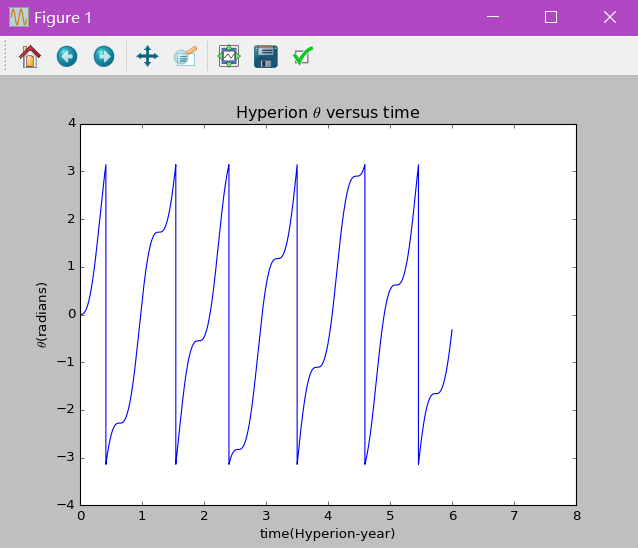 Figure 1
Hyperion θ versus time
4
3
2
1
0
−1
−2
−3
−4
θ(radians)
0 1 2 3 4 5 6 7 8
time(Hyperion-year)